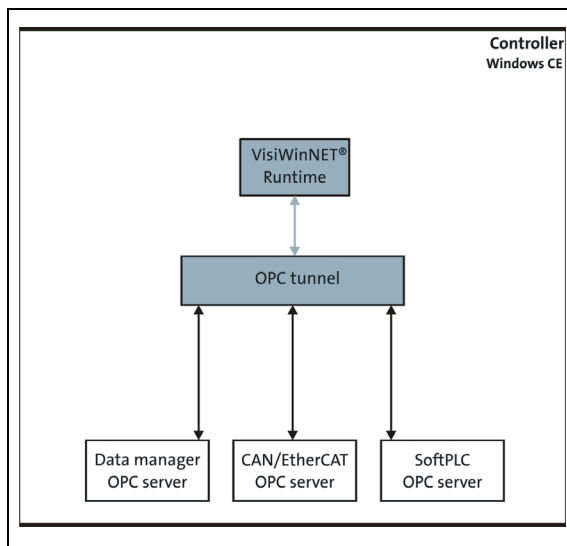 Controller
Windows CE
VisiWinNET®
Runtime
OPC tunnel
Data manager
OPC server
CAN/EtherCAT
OPC server
SoftPLC
OPC server